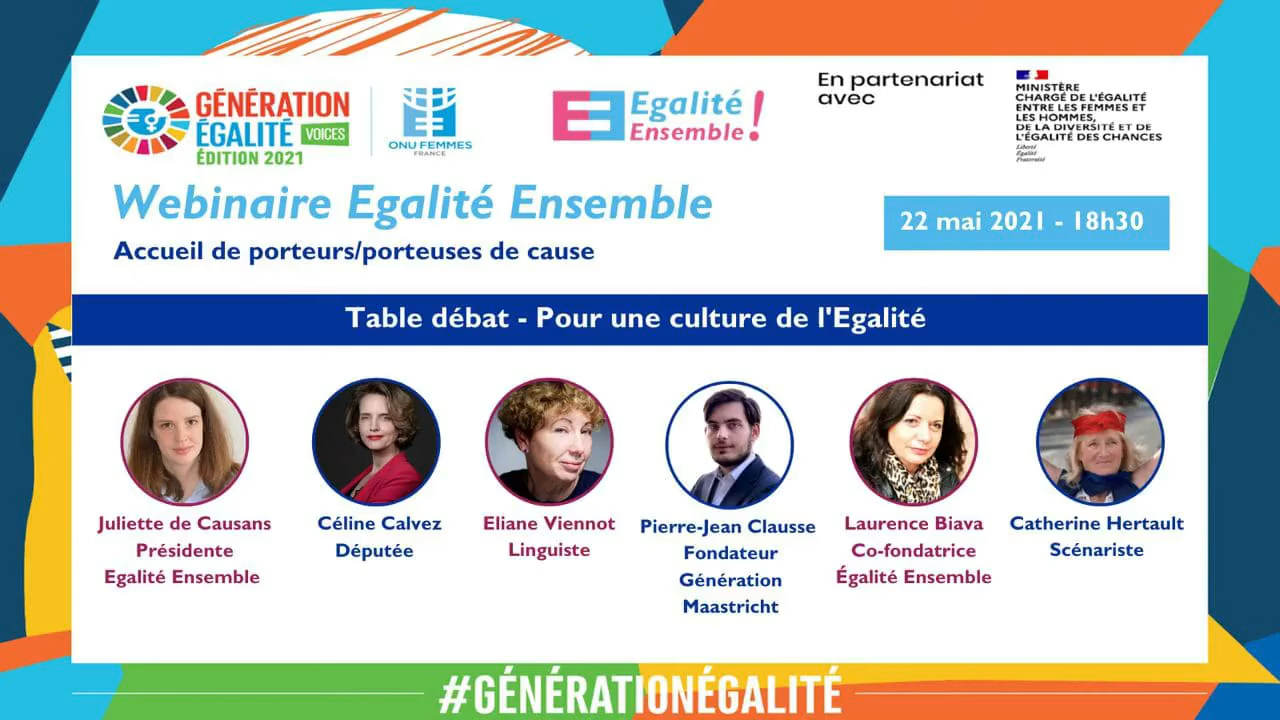 GÉNÉRATION
ÉGALITÉ VOICES
ÉDITION 2021
ONU FEMMES
FRANCE
Egalité
Ensemble !
En partenariat
avec
MINISTÈRE
CHARGÉ DE L'ÉGALITÉ
ENTRE LES FEMMES ET
LES HOMMES,
DE LA DIVERSITÉ ET DE
L'ÉGALITÉ DES CHANCES
Liberté
Égalité
Fraternité
Webinaire Egalité Ensemble
22 mai 2021 - 18h30
Accueil de porteurs/porteuses de cause
Table débat - Pour une culture de l'Egalité
Juliette de Causans
Présidente
Egalité Ensemble
Céline Calvez
Députée
Eliane Viennot
Linguiste
Pierre-Jean Clausse
Fondateur
Génération
Maastricht
Laurence Biava
Co-fondatrice
Égalité Ensemble
Catherine Hertault
Scénariste
#GÉNÉRATIONÉGALITÉ